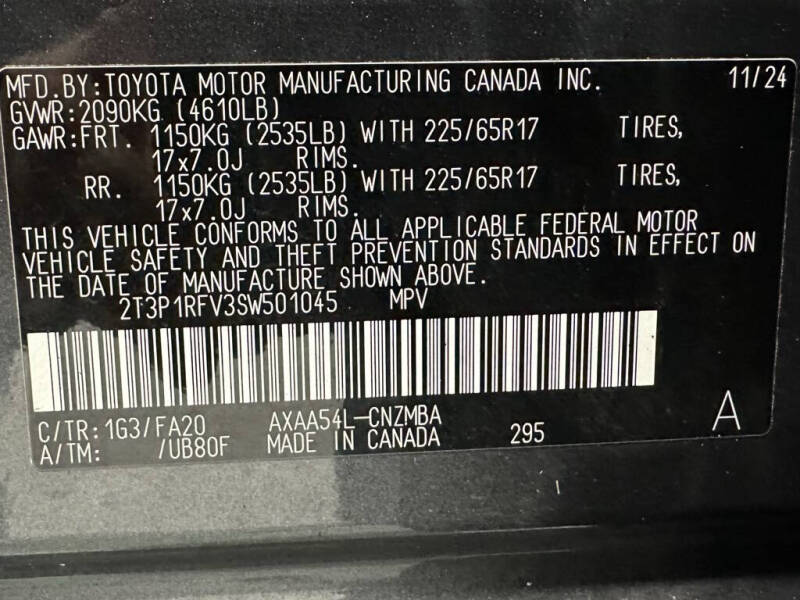 MFD.BY:TOYOTA MOTOR MANUFACTURING CANADA INC. 11/24
GVWR:2090KG (4610LB)
GAWR:FRT. 1150KG (2535LB) WITH 225/65R17 TIRES,
17x7.0J RIMS.
RR. 1150KG (2535LB) WITH 225/65R17 TIRES,
17x7.0J RIMS.
THIS VEHICLE CONFORMS TO ALL APPLICABLE FEDERAL MOTOR
VEHICLE SAFETY AND THEFT PREVENTION STANDARDS IN EFFECT ON
THE DATE OF MANUFACTURE SHOWN ABOVE.
2T3P1RFV3SW501045 MPV
C/TR:1G3/FA20 AXAA54L-CNZMBA A
A/TM: /UB80F MADE IN CANADA 295